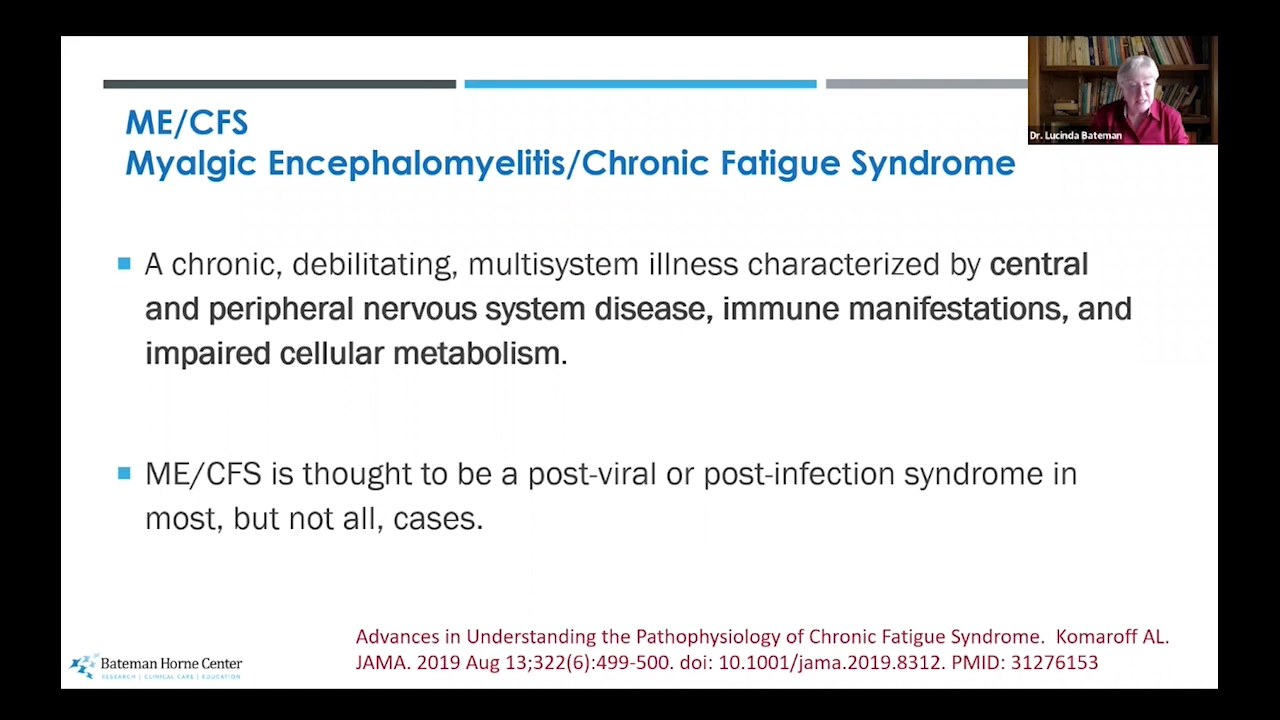 Dr. Lucinda Bateman
ME/CFS
Myalgic Encephalomyelitis/Chronic Fatigue Syndrome
A chronic, debilitating, multisystem illness characterized by central
and peripheral nervous system disease, immune manifestations, and
impaired cellular metabolism.
ME/CFS is thought to be a post-viral or post-infection syndrome in
most, but not all, cases.
Advances in Understanding the Pathophysiology of Chronic Fatigue Syndrome. Komaroff AL.
JAMA. 2019 Aug 13;322(6):499-500. doi: 10.1001/jama.2019.8312. PMID: 31276153
Bateman Horne Center
RESEARCH | CLINICAL CARE | EDUCATION